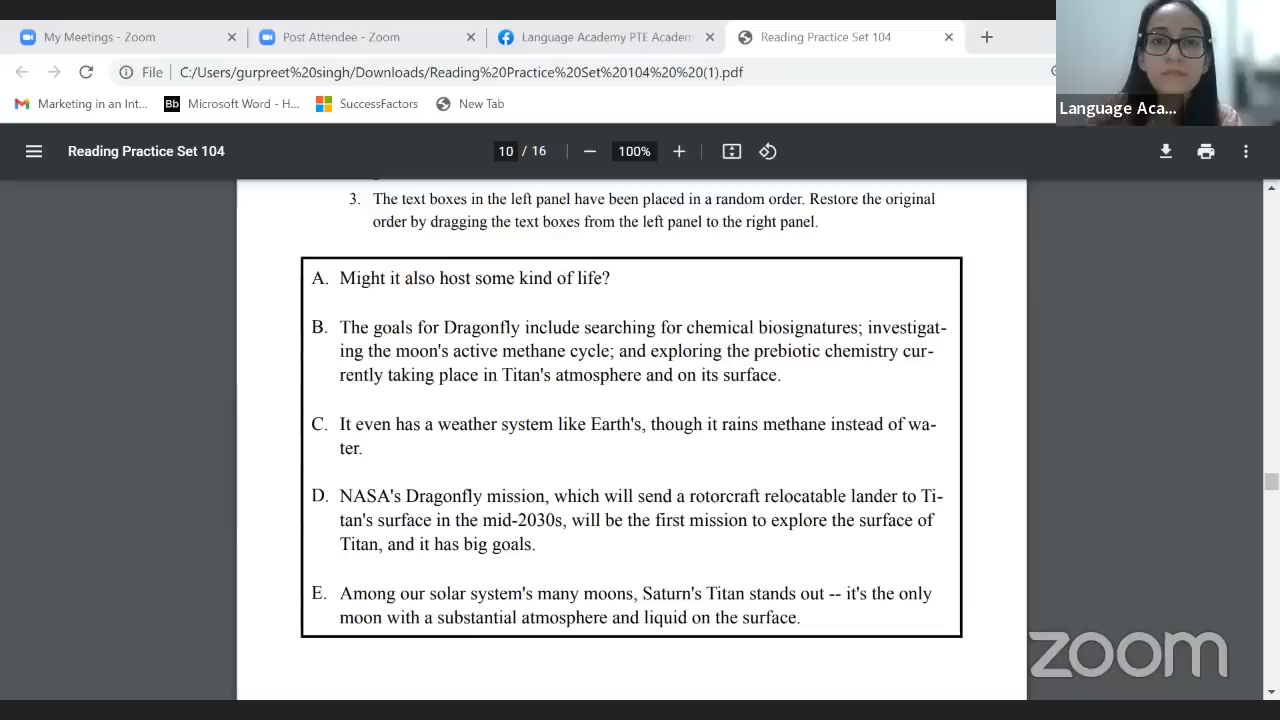 My Meetings - Zoom
Post Attendee - Zoom
Language Academy PTE Academ
Reading Practice Set 104
File
C:/Users/gurpreet%20singh/Downloads/Reading%20Practice%20Set%20104%20%20(1).pdf
Marketing in an Int...
Bb Microsoft Word - H...
SuccessFactors
New Tab
Language Aca...
Reading Practice Set 104
10 / 16
100%
3. The text boxes in the left panel have been placed in a random order. Restore the original
order by dragging the text boxes from the left panel to the right panel.
A. Might it also host some kind of life?
B. The goals for Dragonfly include searching for chemical biosignatures; investigat-
ing the moon's active methane cycle; and exploring the prebiotic chemistry cur-
rently taking place in Titan's atmosphere and on its surface.
C. It even has a weather system like Earth's, though it rains methane instead of wa-
ter.
D. NASA's Dragonfly mission, which will send a rotorcraft relocatable lander to Ti-
tan's surface in the mid-2030s, will be the first mission to explore the surface of
Titan, and it has big goals.
E. Among our solar system's many moons, Saturn's Titan stands out -- it's the only
moon with a substantial atmosphere and liquid on the surface.
zoom